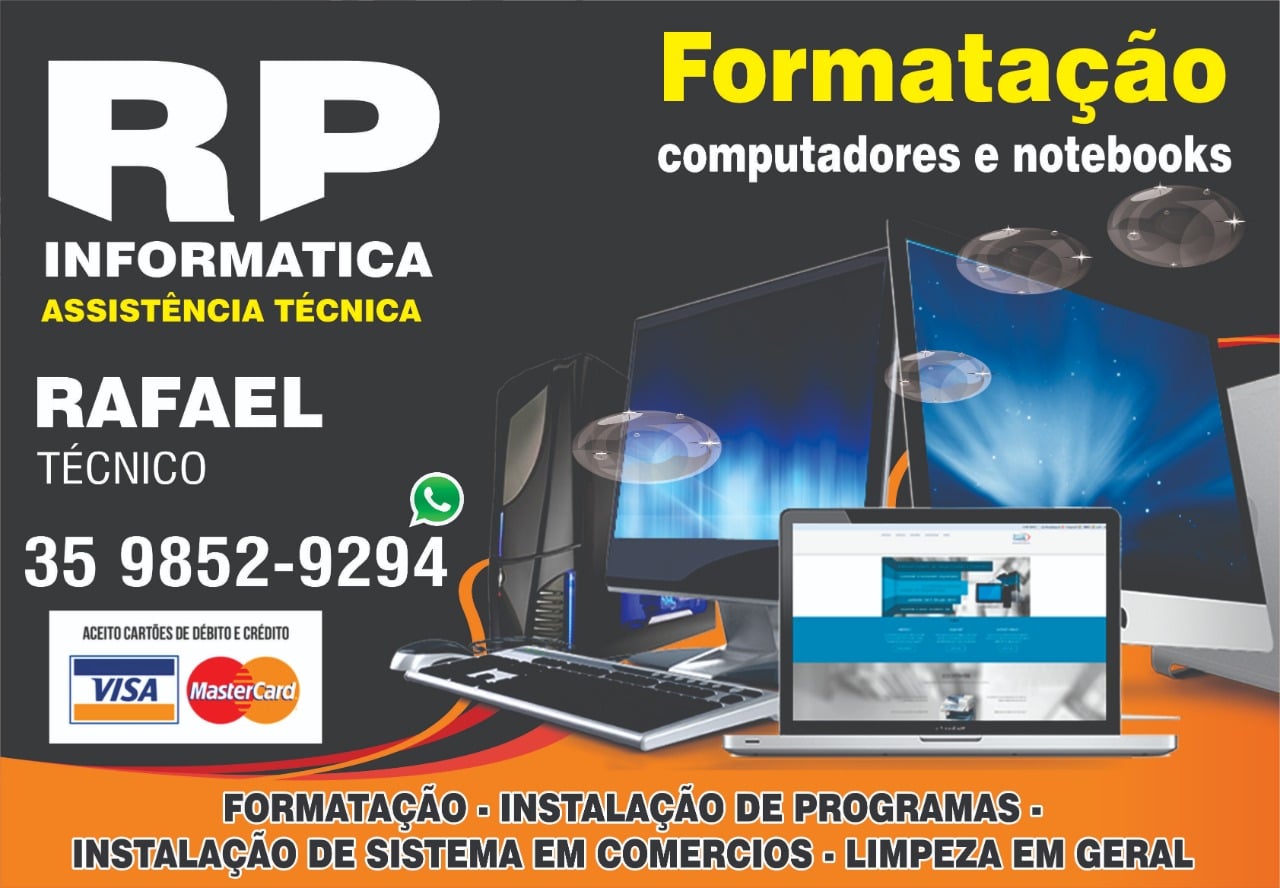 RP
INFORMATICA
ASSISTÊNCIA TÉCNICA
RAFAEL
TÉCNICO
35 9852-9294
ACEITO CARTÕES DE DÉBITO E CRÉDITO
VISA
MasterCard
Formatação
computadores e notebooks
FORMATAÇÃO - INSTALAÇÃO DE PROGRAMAS -
INSTALAÇÃO DE SISTEMA EM COMERCIOS - LIMPEZA EM GERAL